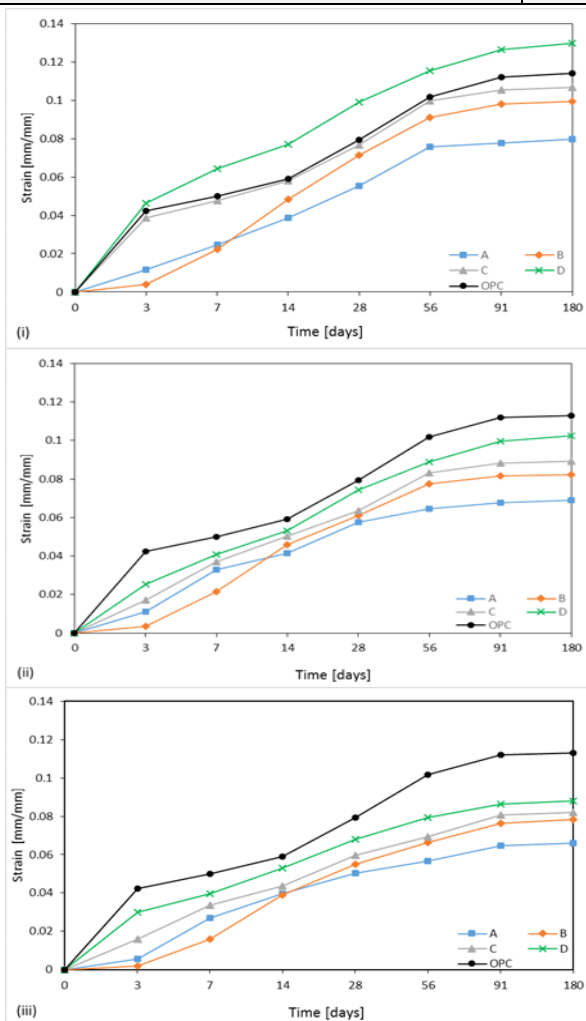 0.14
0.12
0.1
0.08
0.06
0.04
0.02
0
Strain [mm/mm]
A B
C D
OPC
0 3 7 14 28 56 91 180
(i) Time [days]
0.14
0.12
0.1
0.08
0.06
0.04
0.02
0
Strain [mm/mm]
A B
C D
OPC
0 3 7 14 28 56 91 180
(ii) Time [days]
0.14
0.12
0.1
0.08
0.06
0.04
0.02
0
Strain [mm/mm]
A B
C D
OPC
0 3 7 14 28 56 91 180
(iii) Time [days]